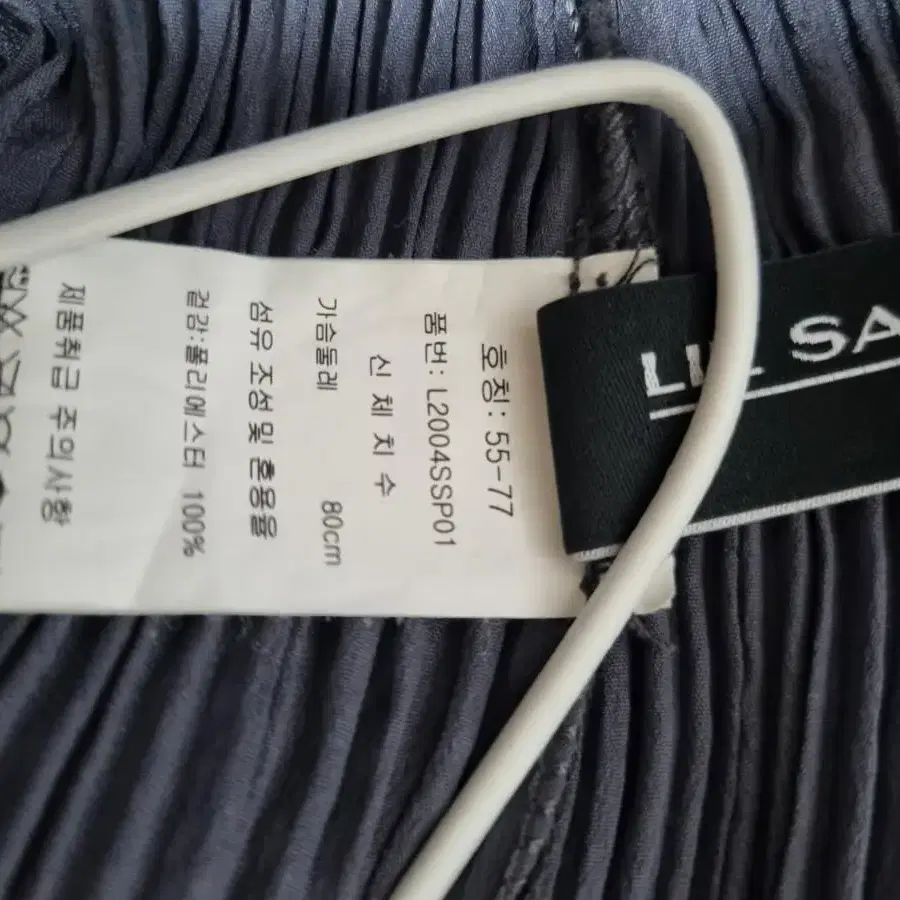 호칭: 55-77
품번: L2004SSP01
신 체 치 수
가슴둘레 80cm
섬유 조성 및 혼용율
겉감:폴리에스터 100%
제품취급 주의사항
SA